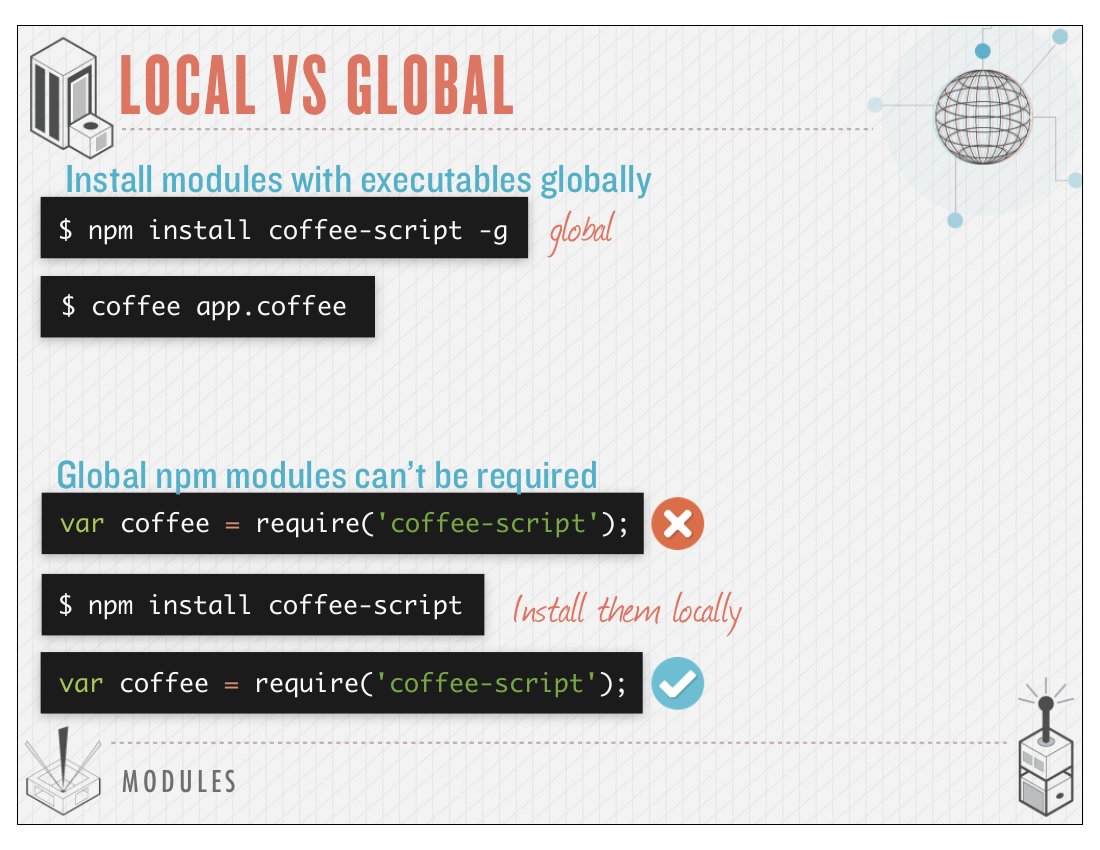 LOCAL VS GLOBAL
Install modules with executables globally
$ npm install coffee-script -g
global
$ coffee app.coffee
Global npm modules can’t be required
var coffee = require('coffee-script');
$ npm install coffee-script
Install them locally
var coffee = require('coffee-script');
MODULES